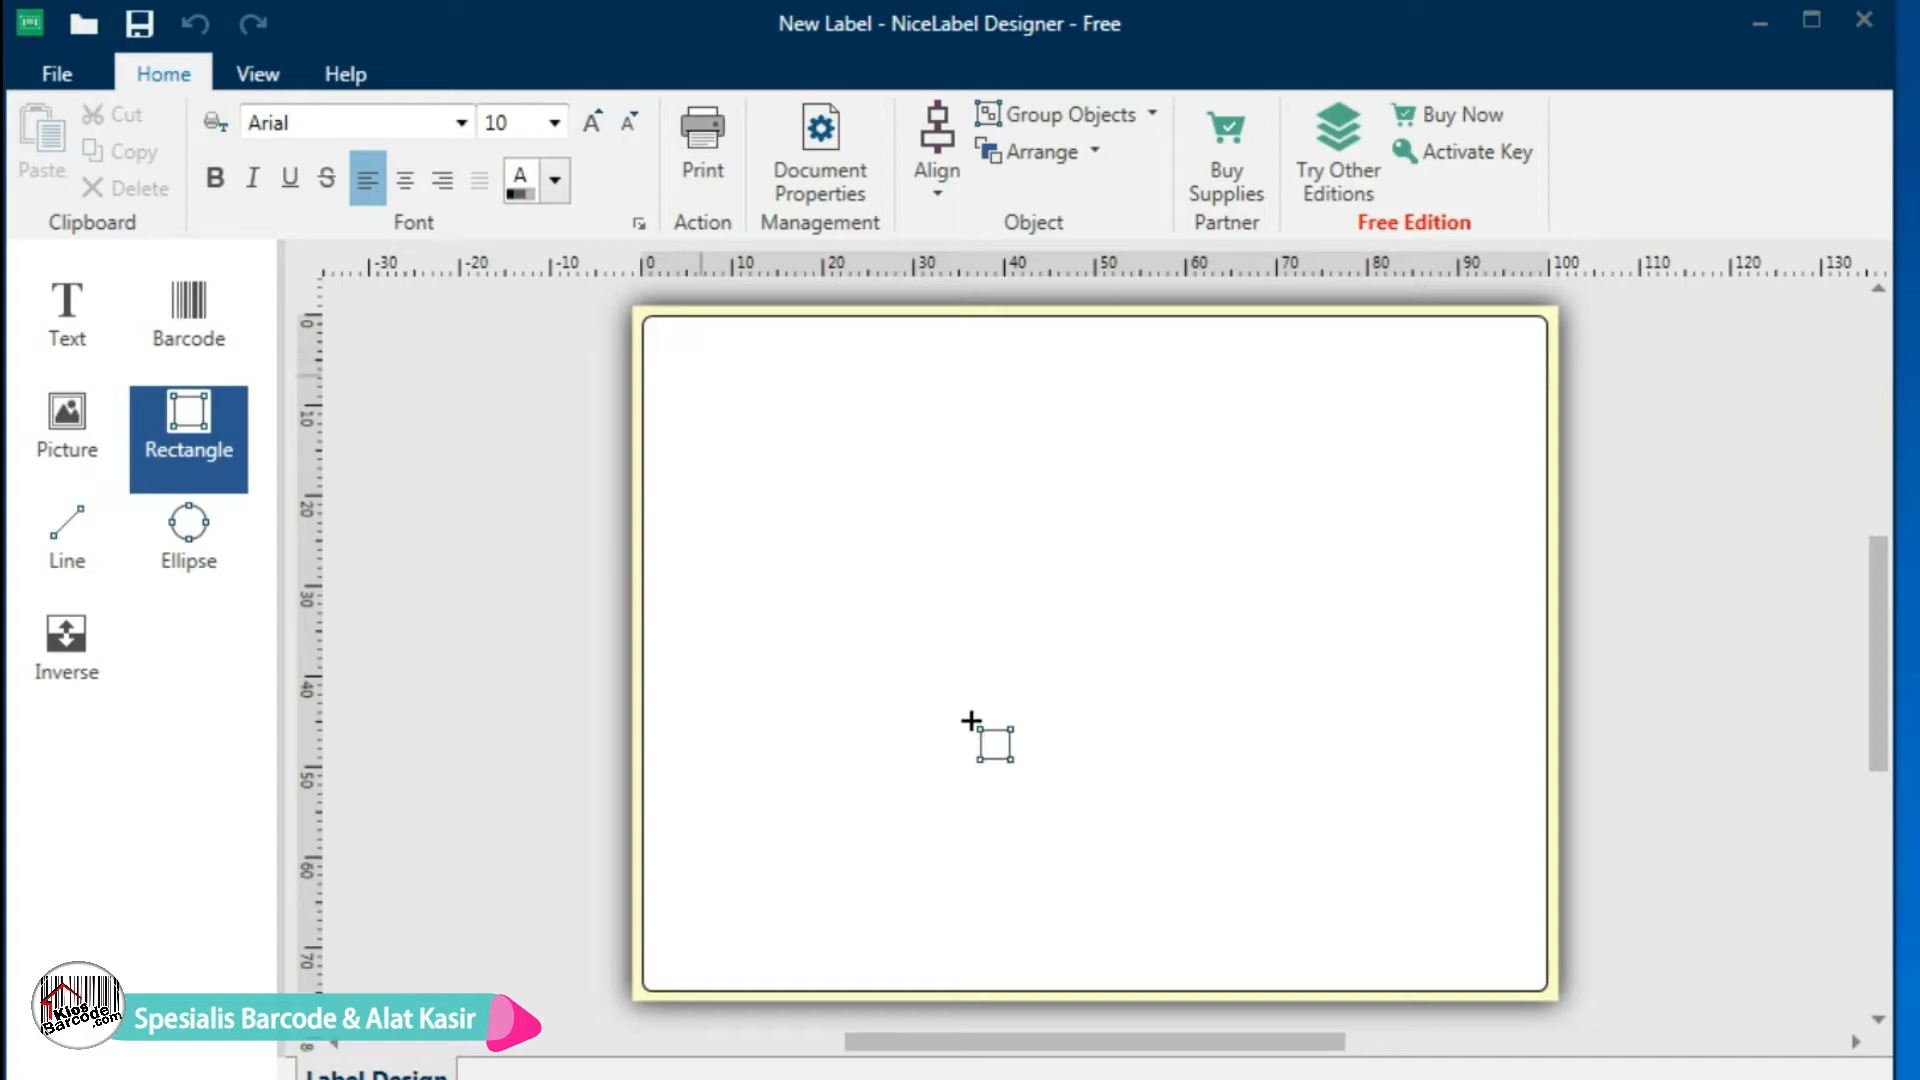 New Label - NiceLabel Designer - Free
File Home View Help
Paste
Cut
Copy
Delete
Clipboard
Arial 10
B I U S
A
Font
Print
Action
Document
Properties
Management
Align
Group Objects
Arrange
Object
Buy
Supplies
Partner
Try Other
Editions
Buy Now
Activate Key
Free Edition
-30 -20 -10 0 10 20 30 40 50 60 70 80 90 100 110 120 130
Text Barcode
Picture Rectangle
Line Ellipse
Inverse
0
10
20
30
40
50
60
70
8
Kios
Barcode
.com
Spesialis Barcode & Alat Kasir
Label Design